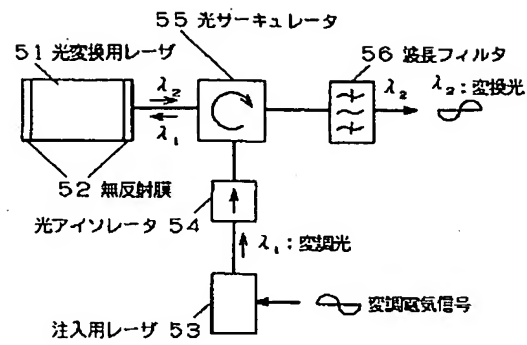 55 光サーキュレータ
51 光変換用レーザ
56 波長フィルタ
λ₂
λ₁
λ₂
λ₂:変換光
52 無反射膜
光アイソレータ 54
λ₁:変調光
変調電気信号
注入用レーザ 53